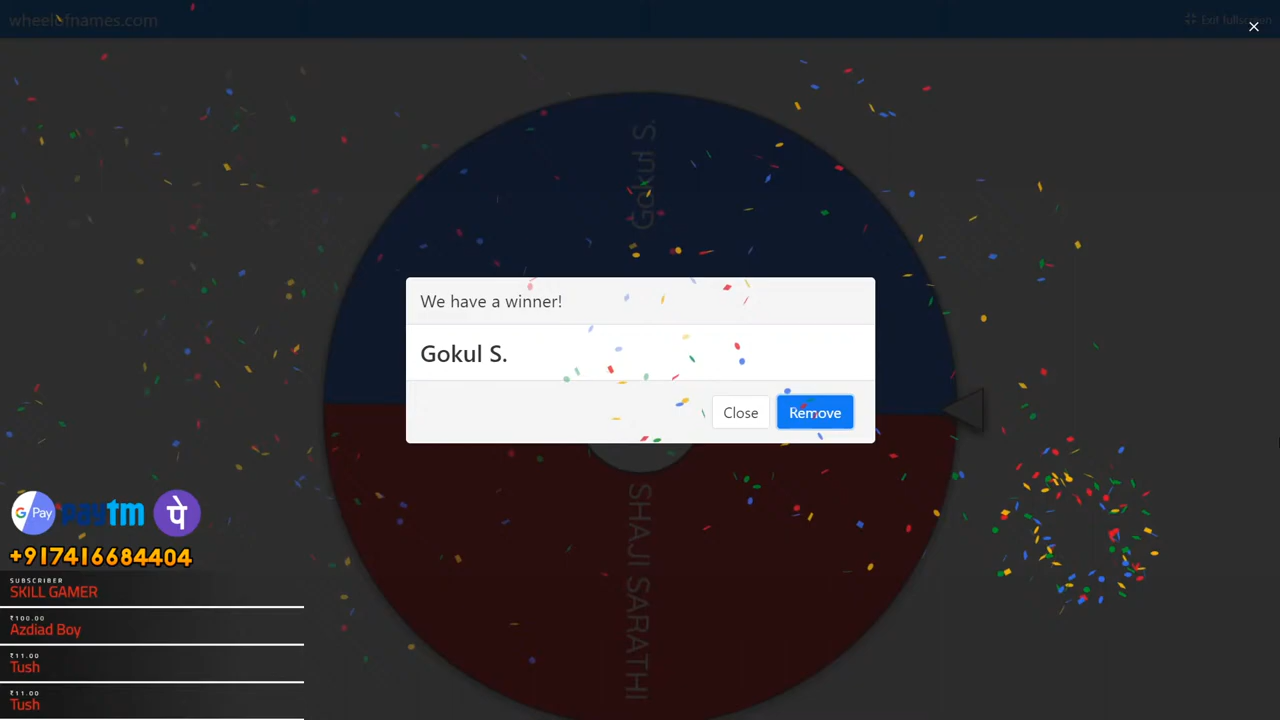 wheelofnames.com
Exit fullscreen
Gokul S.
We have a winner!
Gokul S.
Close
Remove
SHAJI SARATHI
G Pay
paytm
पे
+917416684404
SUBSCRIBER
SKILL GAMER
₹100.00
Azdiad Boy
₹11.00
Tush
₹11.00
Tush